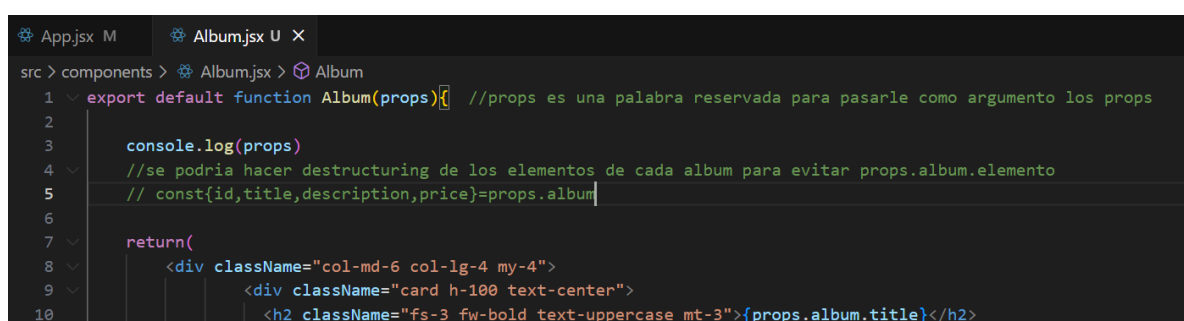 App.jsx M Album.jsx U ×
src > components > Album.jsx > Album
1 export default function Album(props){ //props es una palabra reservada para pasarle como argumento los props
2
3 console.log(props)
4 //se podria hacer destructuring de los elementos de cada album para evitar props.album.elemento
5 // const{id,title,description,price}=props.album
6
7 return(
8 <div className="col-md-6 col-lg-4 my-4">
9 <div className="card h-100 text-center">
10 <h2 className="fs-3 fw-bold text-uppercase mt-3">{props.album.title}</h2>